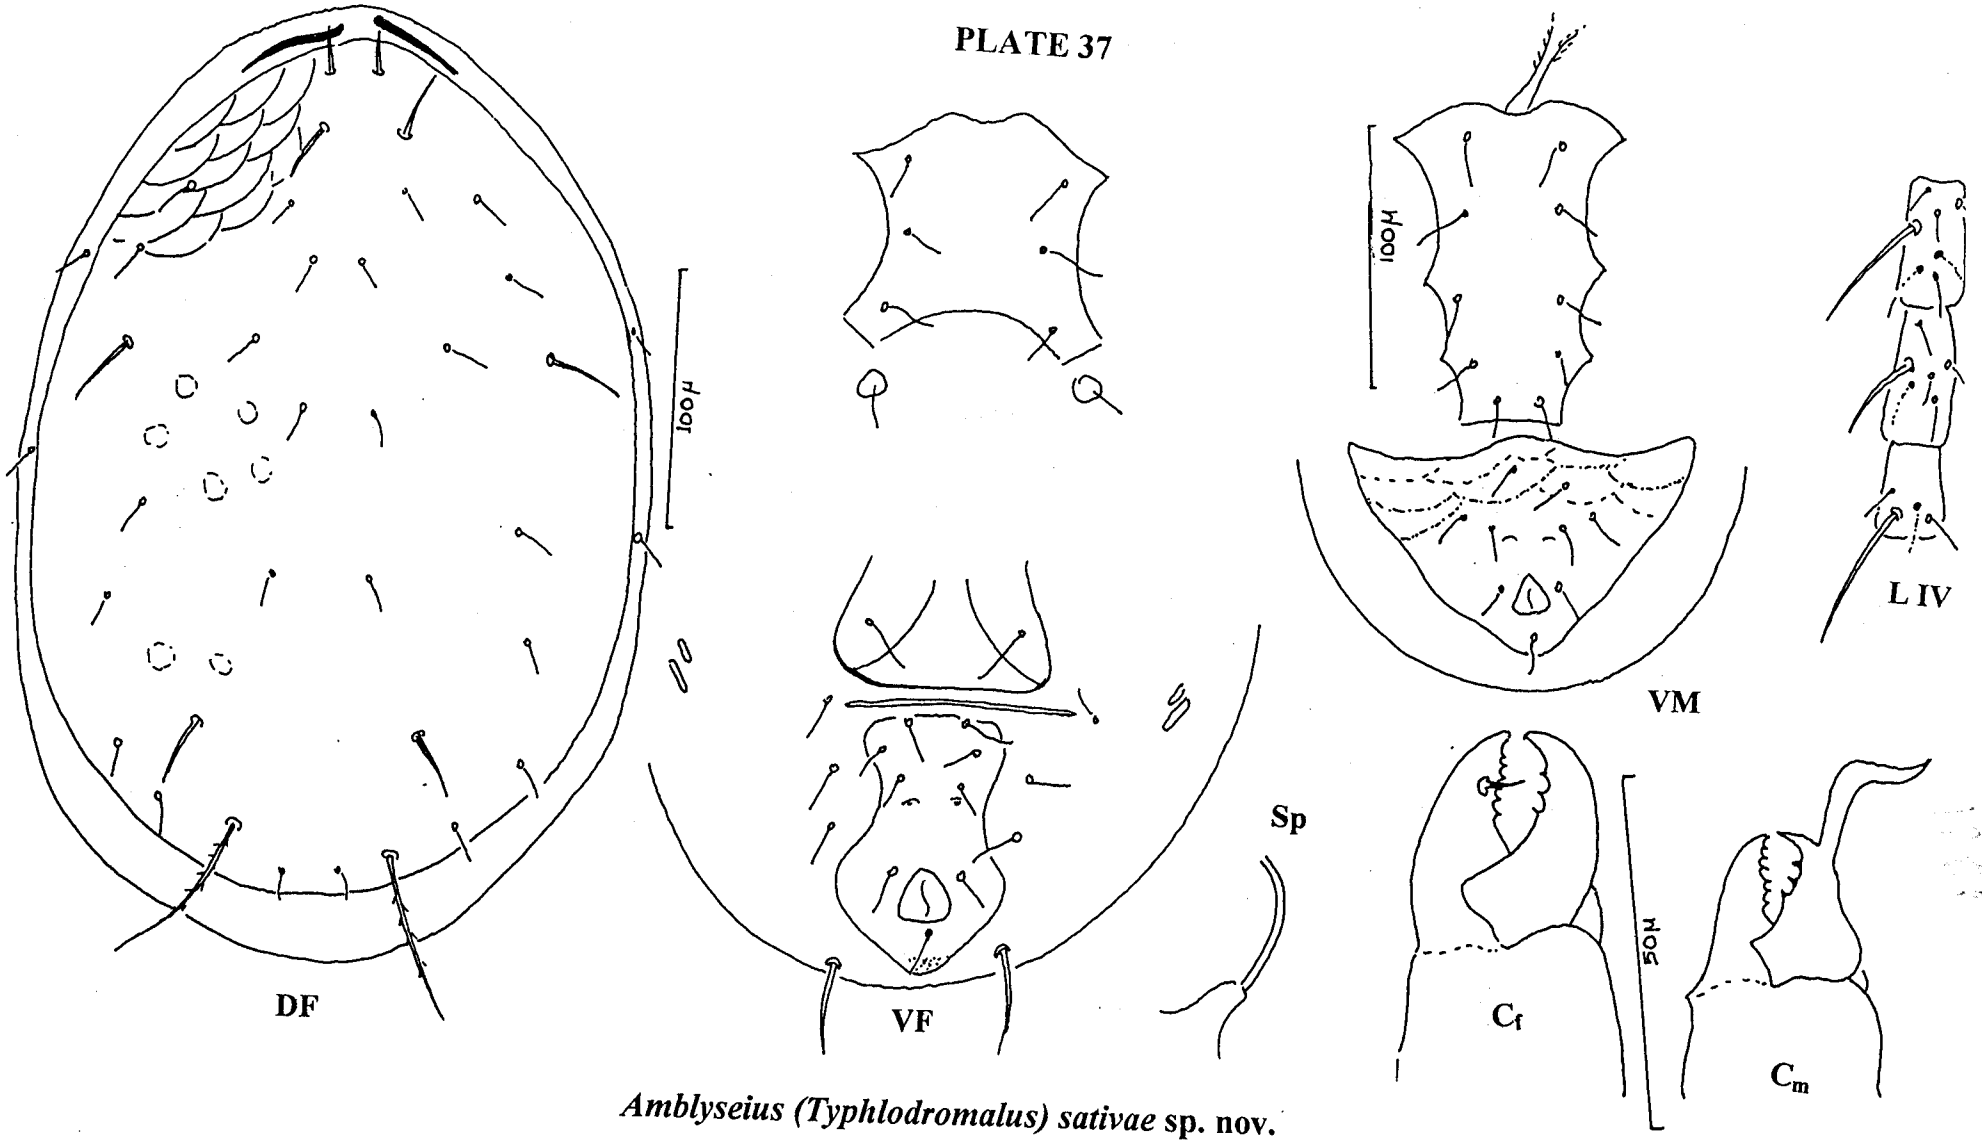 PLATE 37
100μ
100μ
L IV
VM
Sp
50μ
DF
VF
Cf
Cm
Amblyseius (Typhlodromalus) sativae sp. nov.